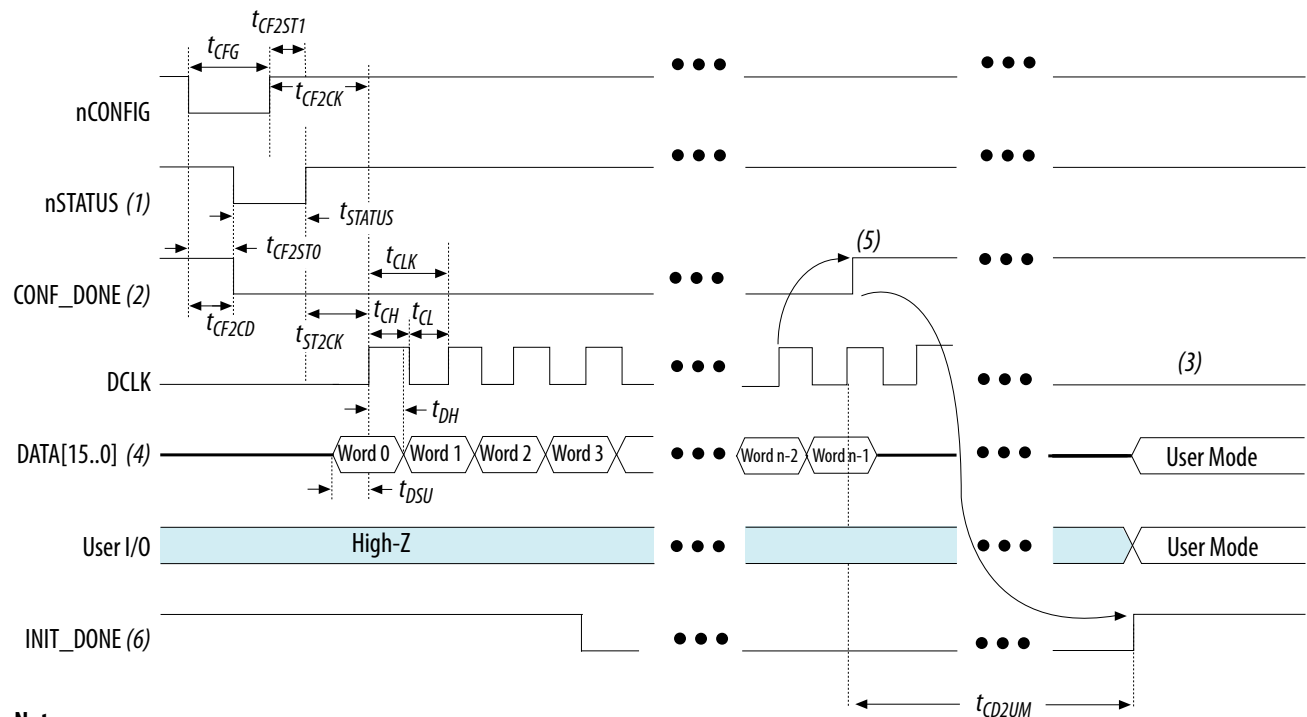 tCF2ST1
tCFG
tCF2CK
nCONFIG
nSTATUS (1)
tSTATUS
tCF2ST0
tCLK
(5)
CONF_DONE (2)
tCF2CD
tST2CK
tCH
tCL
DCLK
(3)
tDH
DATA[15..0] (4)
Word 0
Word 1
Word 2
Word 3
Word n-2
Word n-1
User Mode
tDSU
User I/O
High-Z
User Mode
INIT_DONE (6)
tCD2UM